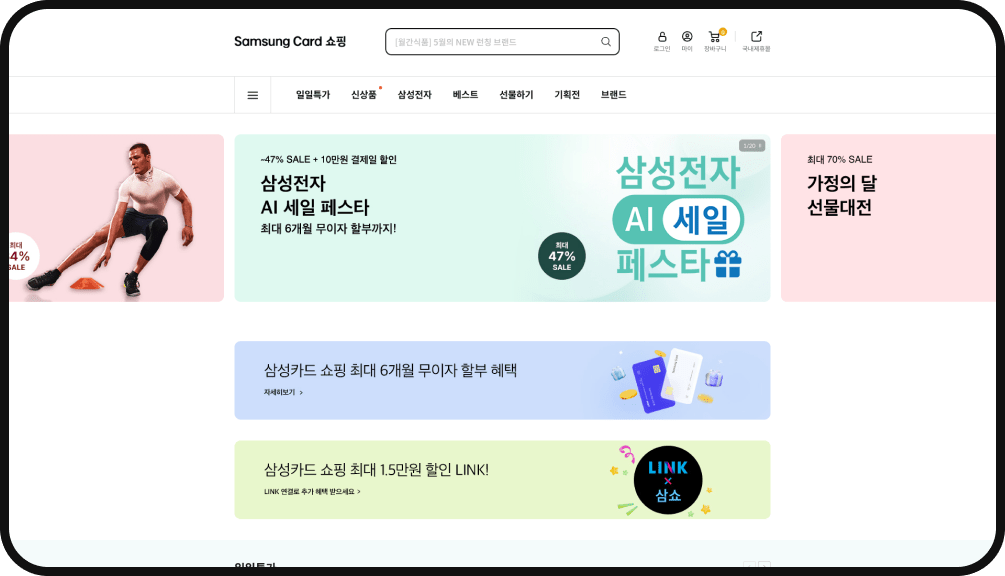 Samsung Card 쇼핑
[월간식품] 5월의 NEW 런칭 브랜드
로그인
마이
장바구니
국내제휴몰
일일특가
신상품
삼성전자
베스트
선물하기
기획전
브랜드
최대
4%
SALE
~47% SALE + 10만원 결제일 할인
삼성전자
AI 세일 페스타
최대 6개월 무이자 할부까지!
최대
47%
SALE
1/20
삼성전자
AI 세일
페스타
최대 70% SALE
가정의 달
선물대전
삼성카드 쇼핑 최대 6개월 무이자 할부 혜택
자세히보기 >
삼성카드 쇼핑 최대 1.5만원 할인 LINK!
LINK 연결로 추가 혜택 받으세요 >
LINK
×
삼쇼
일일특가